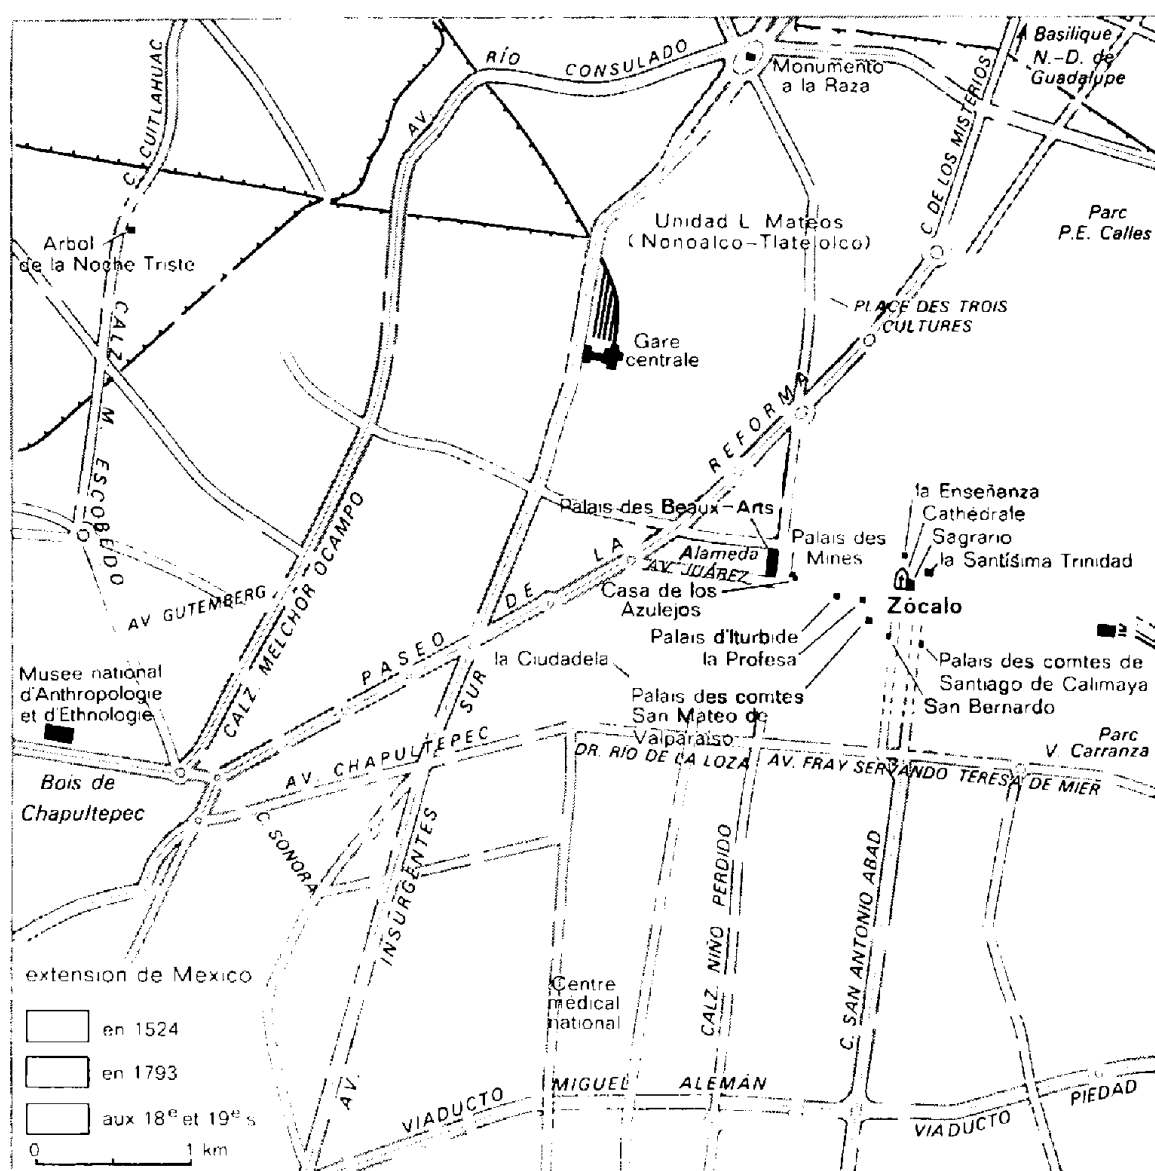 Basilique
N.-D. de
Guadalupe
RÍO CONSULADO
AV.
Monumento
a la Raza
C. CUITLAHUAC
C. DE LOS MISTERIOS
Parc
P.E. Calles
Unidad L. Mateos
(Nonoalco-Tlatelolco)
Arbol
de la Noche Triste
PLACE DES TROIS
CULTURES
Gare
centrale
CALZ. M. ESCOBEDO
PASEO DE LA REFORMA
la Enseñanza
Cathédrale
Sagrario
la Santísima Trinidad
Palais des Beaux-Arts
Palais des
Mines
Alameda
AV. JUÁREZ
Casa de los
Azulejos
Zócalo
AV. GUTEMBERG
CALZ. MELCHOR OCAMPO
Palais d'Iturbide
la Profesa
la Ciudadela
Palais des comtes de
Santiago de Calimaya
San Bernardo
Palais des comtes
San Mateo de
Valparaiso
Musée national
d'Anthropologie
et d'Ethnologie
Bois de
Chapultepec
AV. CHAPULTEPEC
DR. RIO DE LA LOZA
AV. FRAY SERVANDO TERESA DE MIER
Parc
V. Carranza
C. SONORA
AV. INSURGENTES SUR
CALZ. NIÑO PERDIDO
C. SAN ANTONIO ABAD
Centre
médical
national
VIADUCTO MIGUEL ALEMÁN
VIADUCTO PIEDAD
extension de Mexico
en 1524
en 1793
aux 18e et 19e s
0 1 km